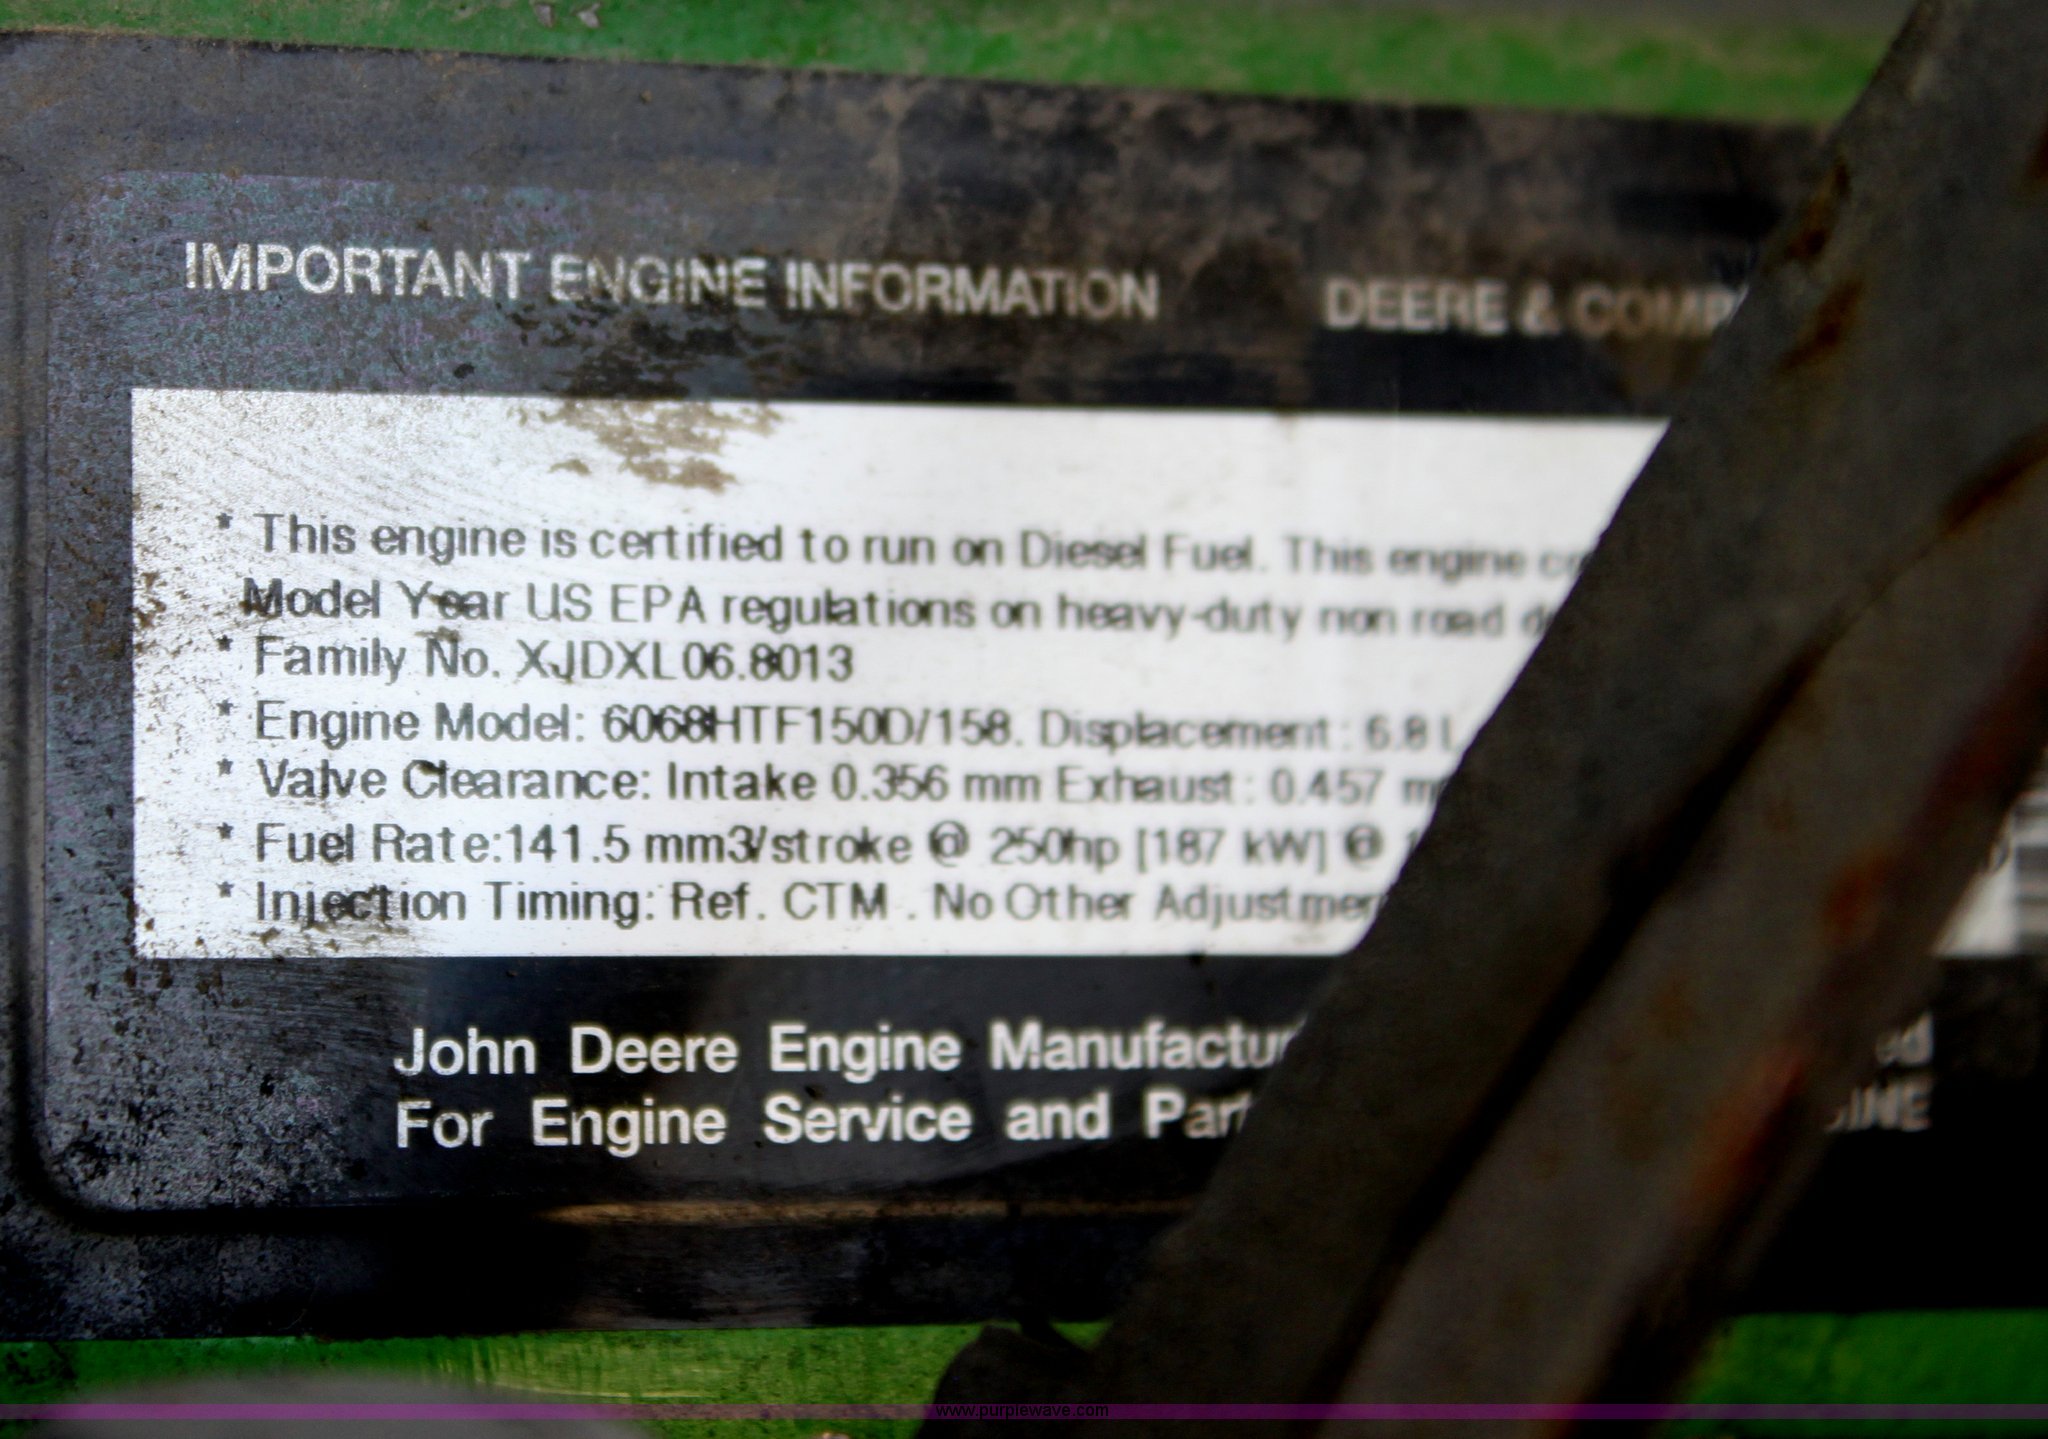 IMPORTANT ENGINE INFORMATION DEERE & COMP
* This engine is certified to run on Diesel Fuel. This engine
Model Year US EPA regulations on heavy-duty non road
* Family No. XJDXL06.8013
* Engine Model: 6068HTF150D/158. Displacement: 6.8 L
* Valve Clearance: Intake 0.356 mm Exhaust: 0.457
* Fuel Rate:141.5 mm3/stroke @ 250hp [187 kW] @
* Injection Timing: Ref. CTM . No Other Adjustmen
John Deere Engine Manufactu
For Engine Service and Part
www.purplewave.com